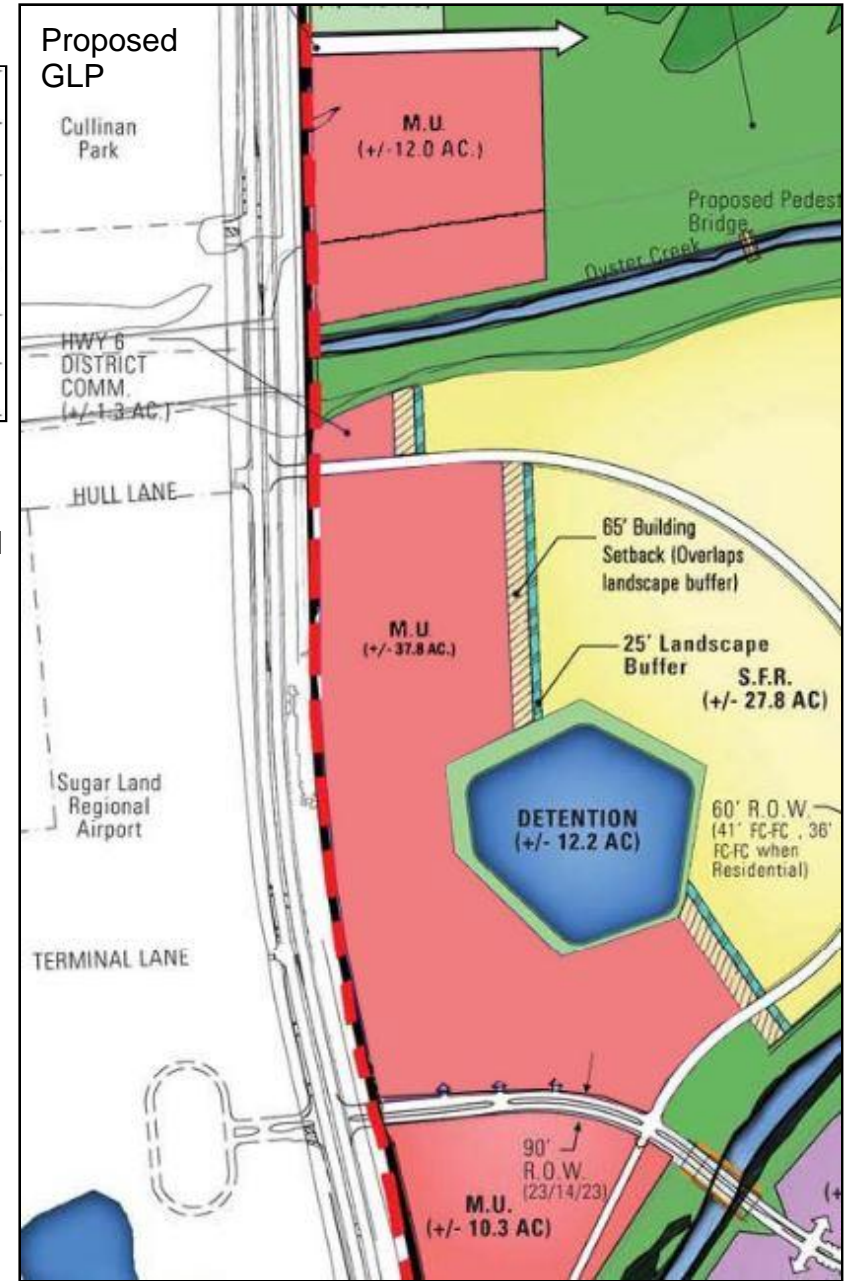 Proposed
GLP
Cullinan
Park
M.U.
(+/-12.0 AC.)
Proposed Pedest
Bridge
Oyster Creek
HWY 6
DISTRICT
COMM.
(+/-1.3 AC.)
HULL LANE
65' Building
Setback (Overlaps
landscape buffer)
M.U.
(+/-37.8 AC.)
25' Landscape
Buffer
S.F.R.
(+/- 27.8 AC)
Sugar Land
Regional
Airport
DETENTION
(+/- 12.2 AC)
60' R.O.W.
(41' FC-FC , 36'
FC-FC when
Residential)
TERMINAL LANE
90'
R.O.W.
(23/14/23)
M.U.
(+/- 10.3 AC)
(+